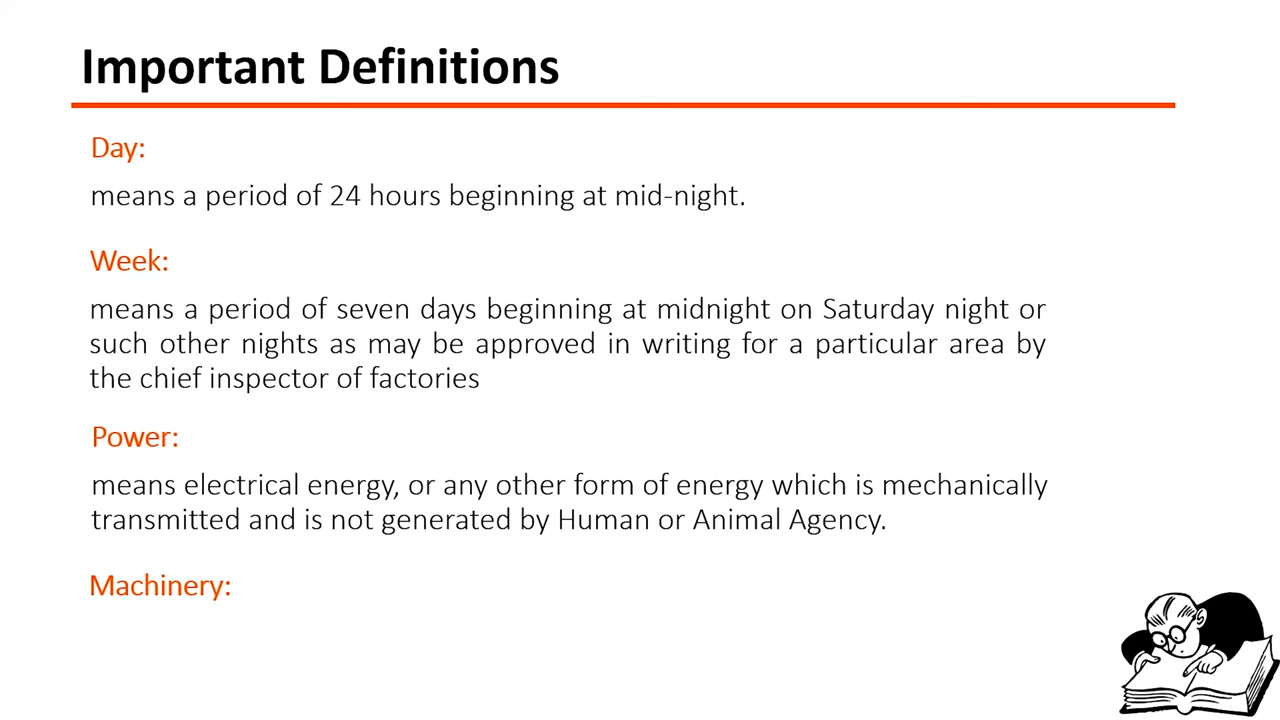 Important Definitions
Day:
means a period of 24 hours beginning at mid-night.
Week:
means a period of seven days beginning at midnight on Saturday night or
such other nights as may be approved in writing for a particular area by
the chief inspector of factories
Power:
means electrical energy, or any other form of energy which is mechanically
transmitted and is not generated by Human or Animal Agency.
Machinery: